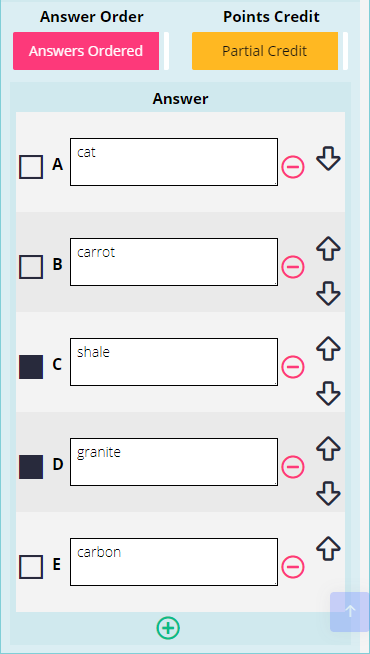 Answer Order Points Credit
Answers Ordered Partial Credit
Answer
A cat
B carrot
C shale
D granite
E carbon